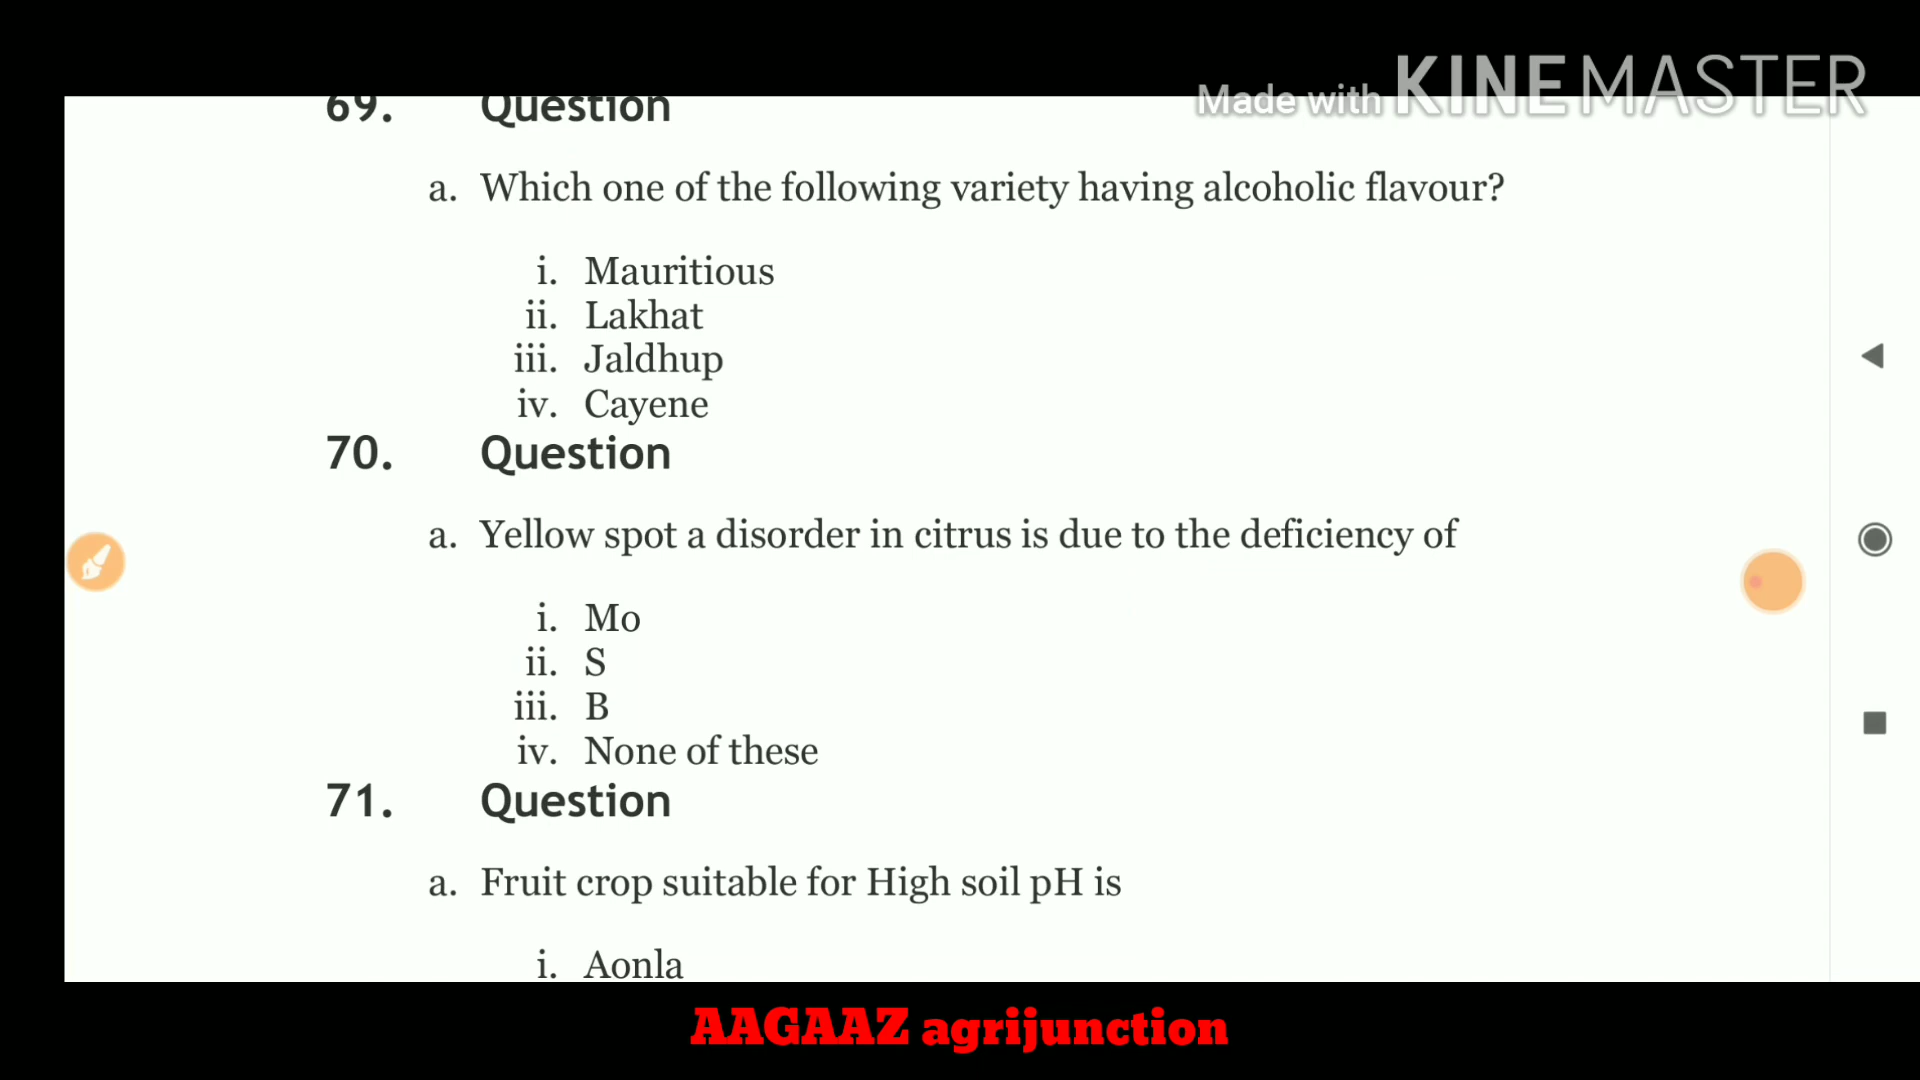 Made with KINEMASTER
69. Question
a. Which one of the following variety having alcoholic flavour?
i. Mauritious
ii. Lakhat
iii. Jaldhup
iv. Cayene
70. Question
a. Yellow spot a disorder in citrus is due to the deficiency of
i. Mo
ii. S
iii. B
iv. None of these
71. Question
a. Fruit crop suitable for High soil pH is
i. Aonla
AAGAAZ agrijunction